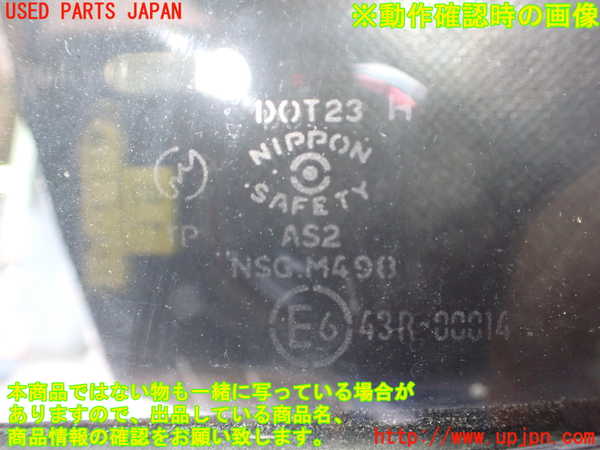 USED PARTS JAPAN
※動作確認時の画像
DOT23 H
NIPPON
SAFETY
TP AS2
NSG M490
E6 43R-00014
本商品ではない物も一緒に写っている場合が
ありますので、出品している商品名、
商品情報の確認をお願い致します。
http://www.upjpn.com/